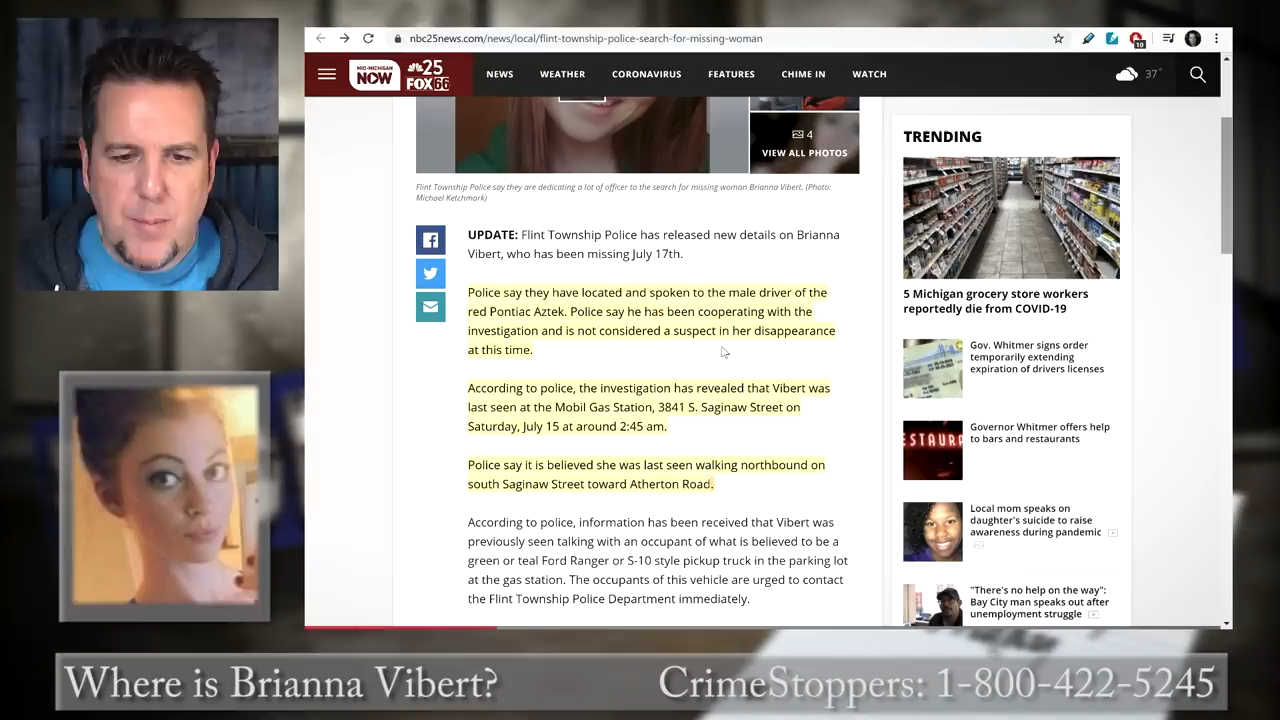 nbc25news.com/news/local/flint-township-police-search-for-missing-woman
10
MID-MICHIGAN
NOW
25
FOX 66
NEWS WEATHER CORONAVIRUS FEATURES CHIME IN WATCH
37°
4
VIEW ALL PHOTOS
Flint Township Police say they are dedicating a lot of officer to the search for missing woman Brianna Vibert. (Photo:
Michael Ketchmark)
UPDATE: Flint Township Police has released new details on Brianna
Vibert, who has been missing July 17th.
Police say they have located and spoken to the male driver of the
red Pontiac Aztek. Police say he has been cooperating with the
investigation and is not considered a suspect in her disappearance
at this time.
According to police, the investigation has revealed that Vibert was
last seen at the Mobil Gas Station, 3841 S. Saginaw Street on
Saturday, July 15 at around 2:45 am.
Police say it is believed she was last seen walking northbound on
south Saginaw Street toward Atherton Road.
According to police, information has been received that Vibert was
previously seen talking with an occupant of what is believed to be a
green or teal Ford Ranger or S-10 style pickup truck in the parking lot
at the gas station. The occupants of this vehicle are urged to contact
the Flint Township Police Department immediately.
TRENDING
5 Michigan grocery store workers
reportedly die from COVID-19
Gov. Whitmer signs order
temporarily extending
expiration of drivers licenses
ESTAURA
Governor Whitmer offers help
to bars and restaurants
Local mom speaks on
daughter's suicide to raise
awareness during pandemic
"There's no help on the way":
Bay City man speaks out after
unemployment struggle
Where is Brianna Vibert?
CrimeStoppers: 1-800-422-5245